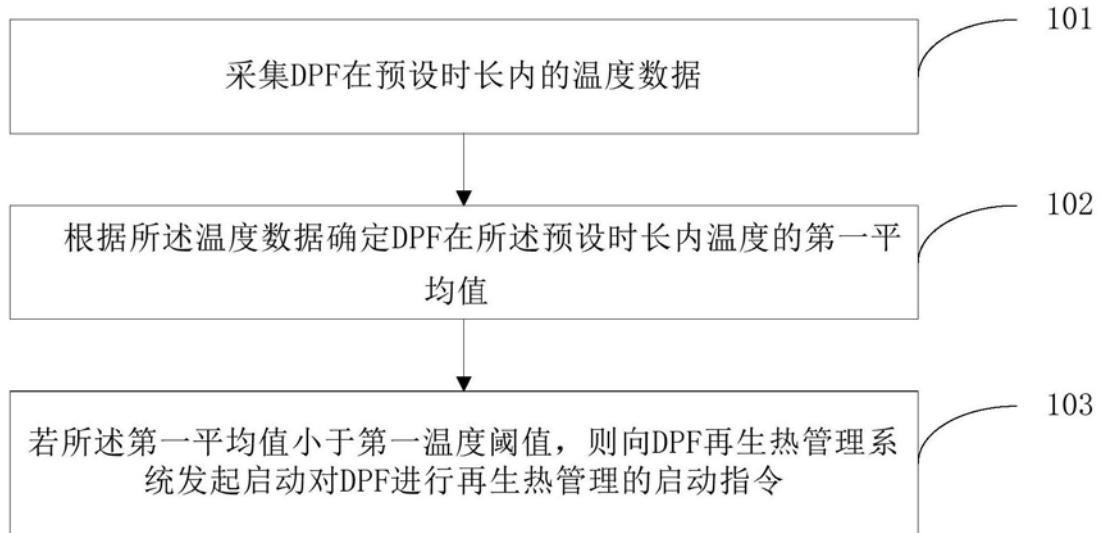 101
采集DPF在预设时长内的温度数据
102
根据所述温度数据确定DPF在所述预设时长内温度的第一平
均值
103
若所述第一平均值小于第一温度阈值，则向DPF再生热管理系
统发起启动对DPF进行再生热管理的启动指令